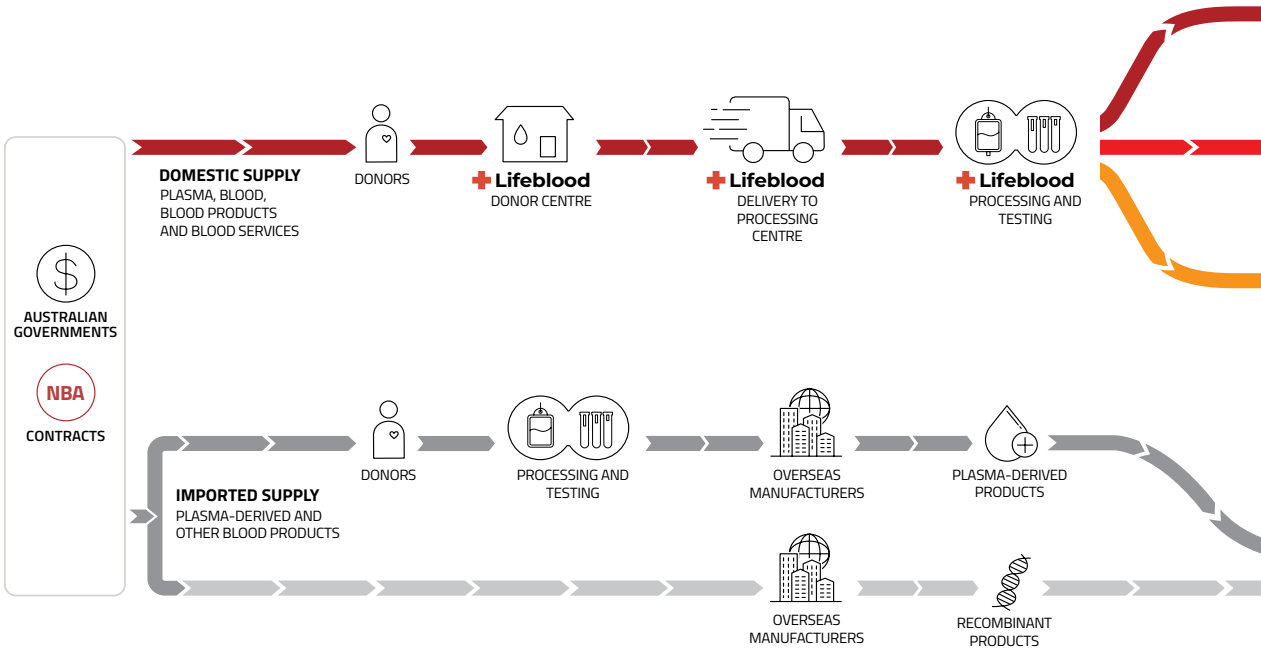 AUSTRALIAN
GOVERNMENTS
NBA
CONTRACTS
DOMESTIC SUPPLY
PLASMA, BLOOD,
BLOOD PRODUCTS
AND BLOOD SERVICES
DONORS
Lifeblood
DONOR CENTRE
Lifeblood
DELIVERY TO
PROCESSING
CENTRE
Lifeblood
PROCESSING AND
TESTING
IMPORTED SUPPLY
PLASMA-DERIVED AND
OTHER BLOOD PRODUCTS
DONORS
PROCESSING AND
TESTING
OVERSEAS
MANUFACTURERS
PLASMA-DERIVED
PRODUCTS
OVERSEAS
MANUFACTURERS
RECOMBINANT
PRODUCTS